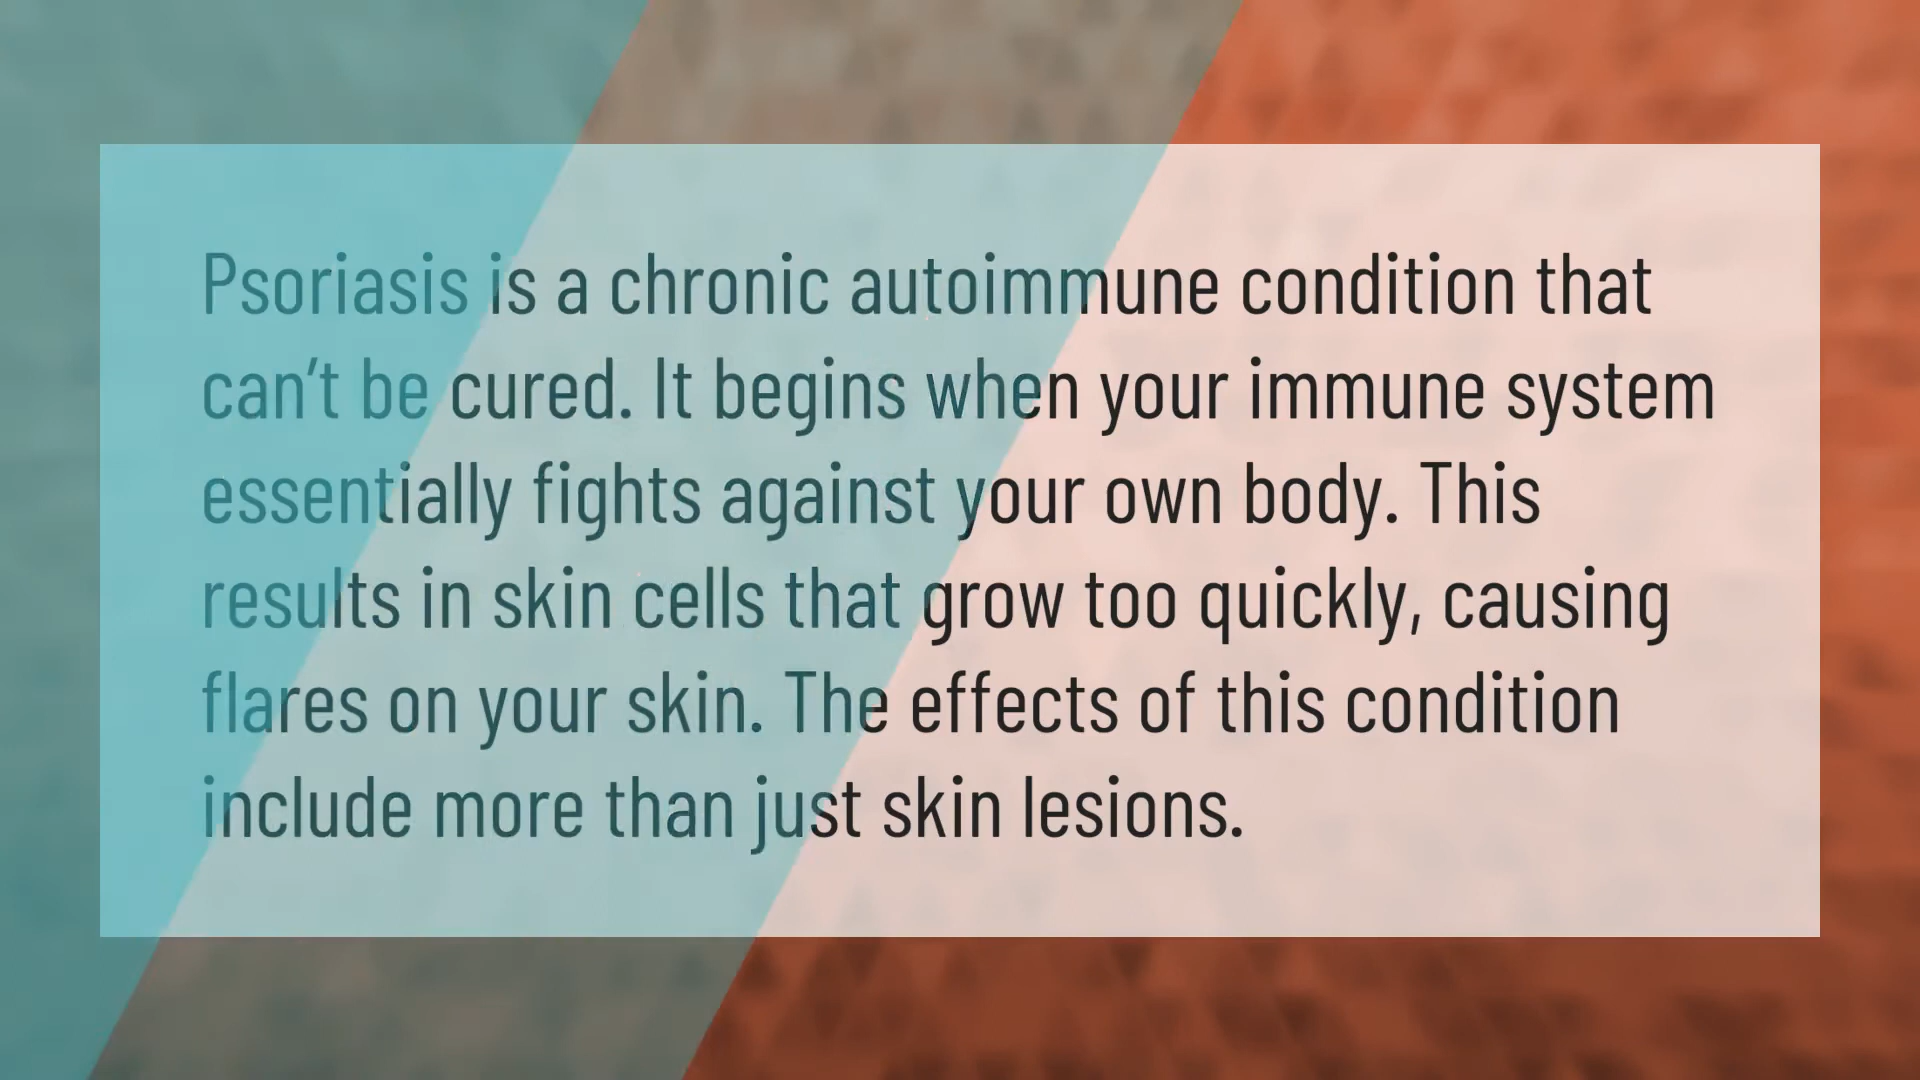 Psoriasis is a chronic autoimmune condition that
can’t be cured. It begins when your immune system
essentially fights against your own body. This
results in skin cells that grow too quickly, causing
flares on your skin. The effects of this condition
include more than just skin lesions.